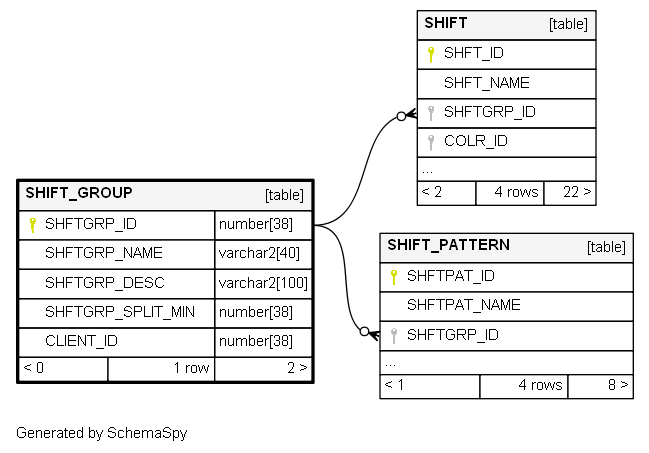 SHIFT [table]
SHFT_ID
SHFT_NAME
SHFTGRP_ID
COLR_ID
...
< 2 4 rows 22 >
SHIFT_GROUP [table]
SHFTGRP_ID number[38]
SHFTGRP_NAME varchar2[40]
SHFTGRP_DESC varchar2[100]
SHFTGRP_SPLIT_MIN number[38]
CLIENT_ID number[38]
< 0 1 row 2 >
SHIFT_PATTERN [table]
SHFTPAT_ID
SHFTPAT_NAME
SHFTGRP_ID
...
< 1 4 rows 8 >
Generated by SchemaSpy